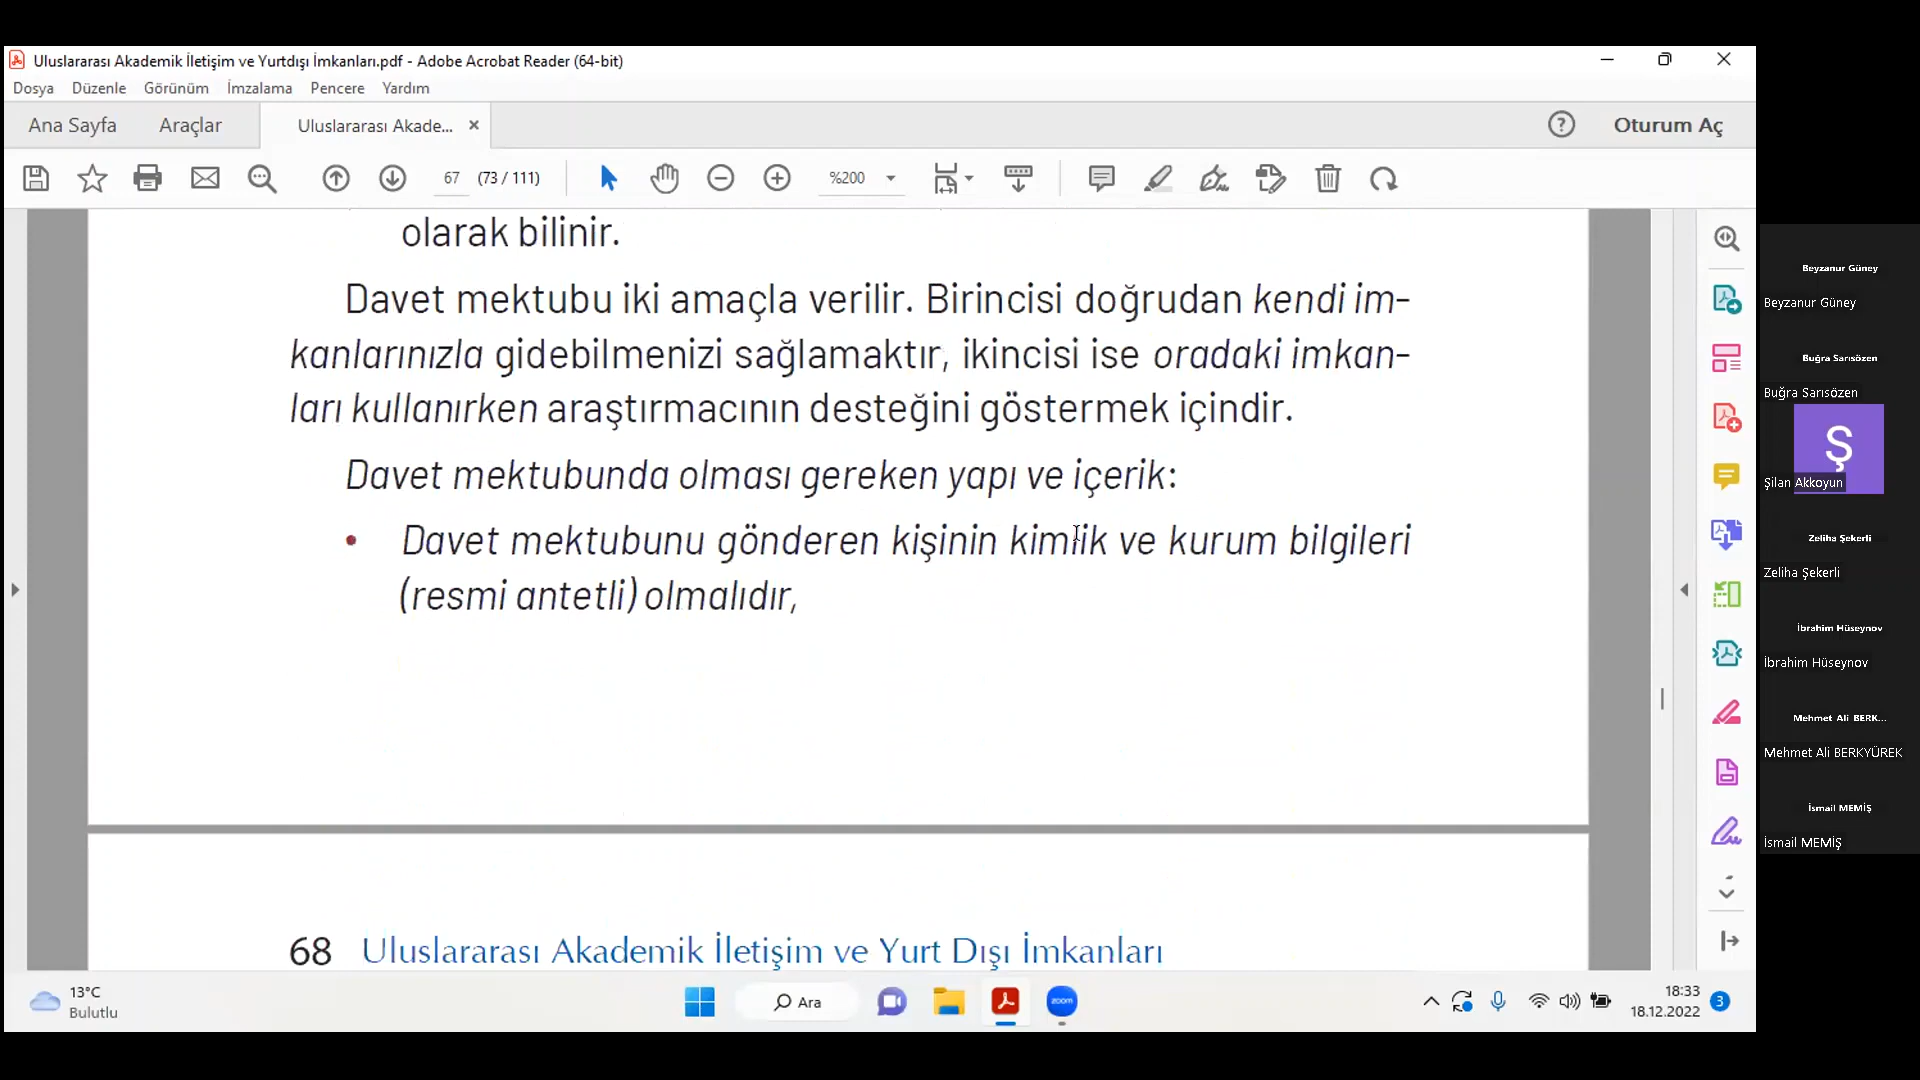 Uluslararası Akademik İletişim ve Yurtdışı İmkanları.pdf - Adobe Acrobat Reader (64-bit)
Dosya Düzenle Görünüm İmzalama Pencere Yardım
Ana Sayfa Araçlar Uluslararası Akade... Oturum Aç
67 (73 / 111) %200
olarak bilinir.
Davet mektubu iki amaçla verilir. Birincisi doğrudan kendi im-
kanlarınızla gidebilmenizi sağlamaktır, ikincisi ise oradaki imkan-
ları kullanırken araştırmacının desteğini göstermek içindir.
Davet mektubunda olması gereken yapı ve içerik:
• Davet mektubunu gönderen kişinin kimlik ve kurum bilgileri
(resmi antetli) olmalıdır,
68 Uluslararası Akademik İletişim ve Yurt Dışı İmkanları
Beyzanur Güney
Beyzanur Güney
Buğra Sarısözen
Buğra Sarısözen
Ş
Şilan Akkoyun
Zeliha Şekerli
Zeliha Şekerli
İbrahim Hüseynov
İbrahim Hüseynov
Mehmet Ali BERK...
Mehmet Ali BERKYÜREK
İsmail MEMİŞ
İsmail MEMİŞ
13°C
Bulutlu
Ara
zoom
18:33
18.12.2022
3